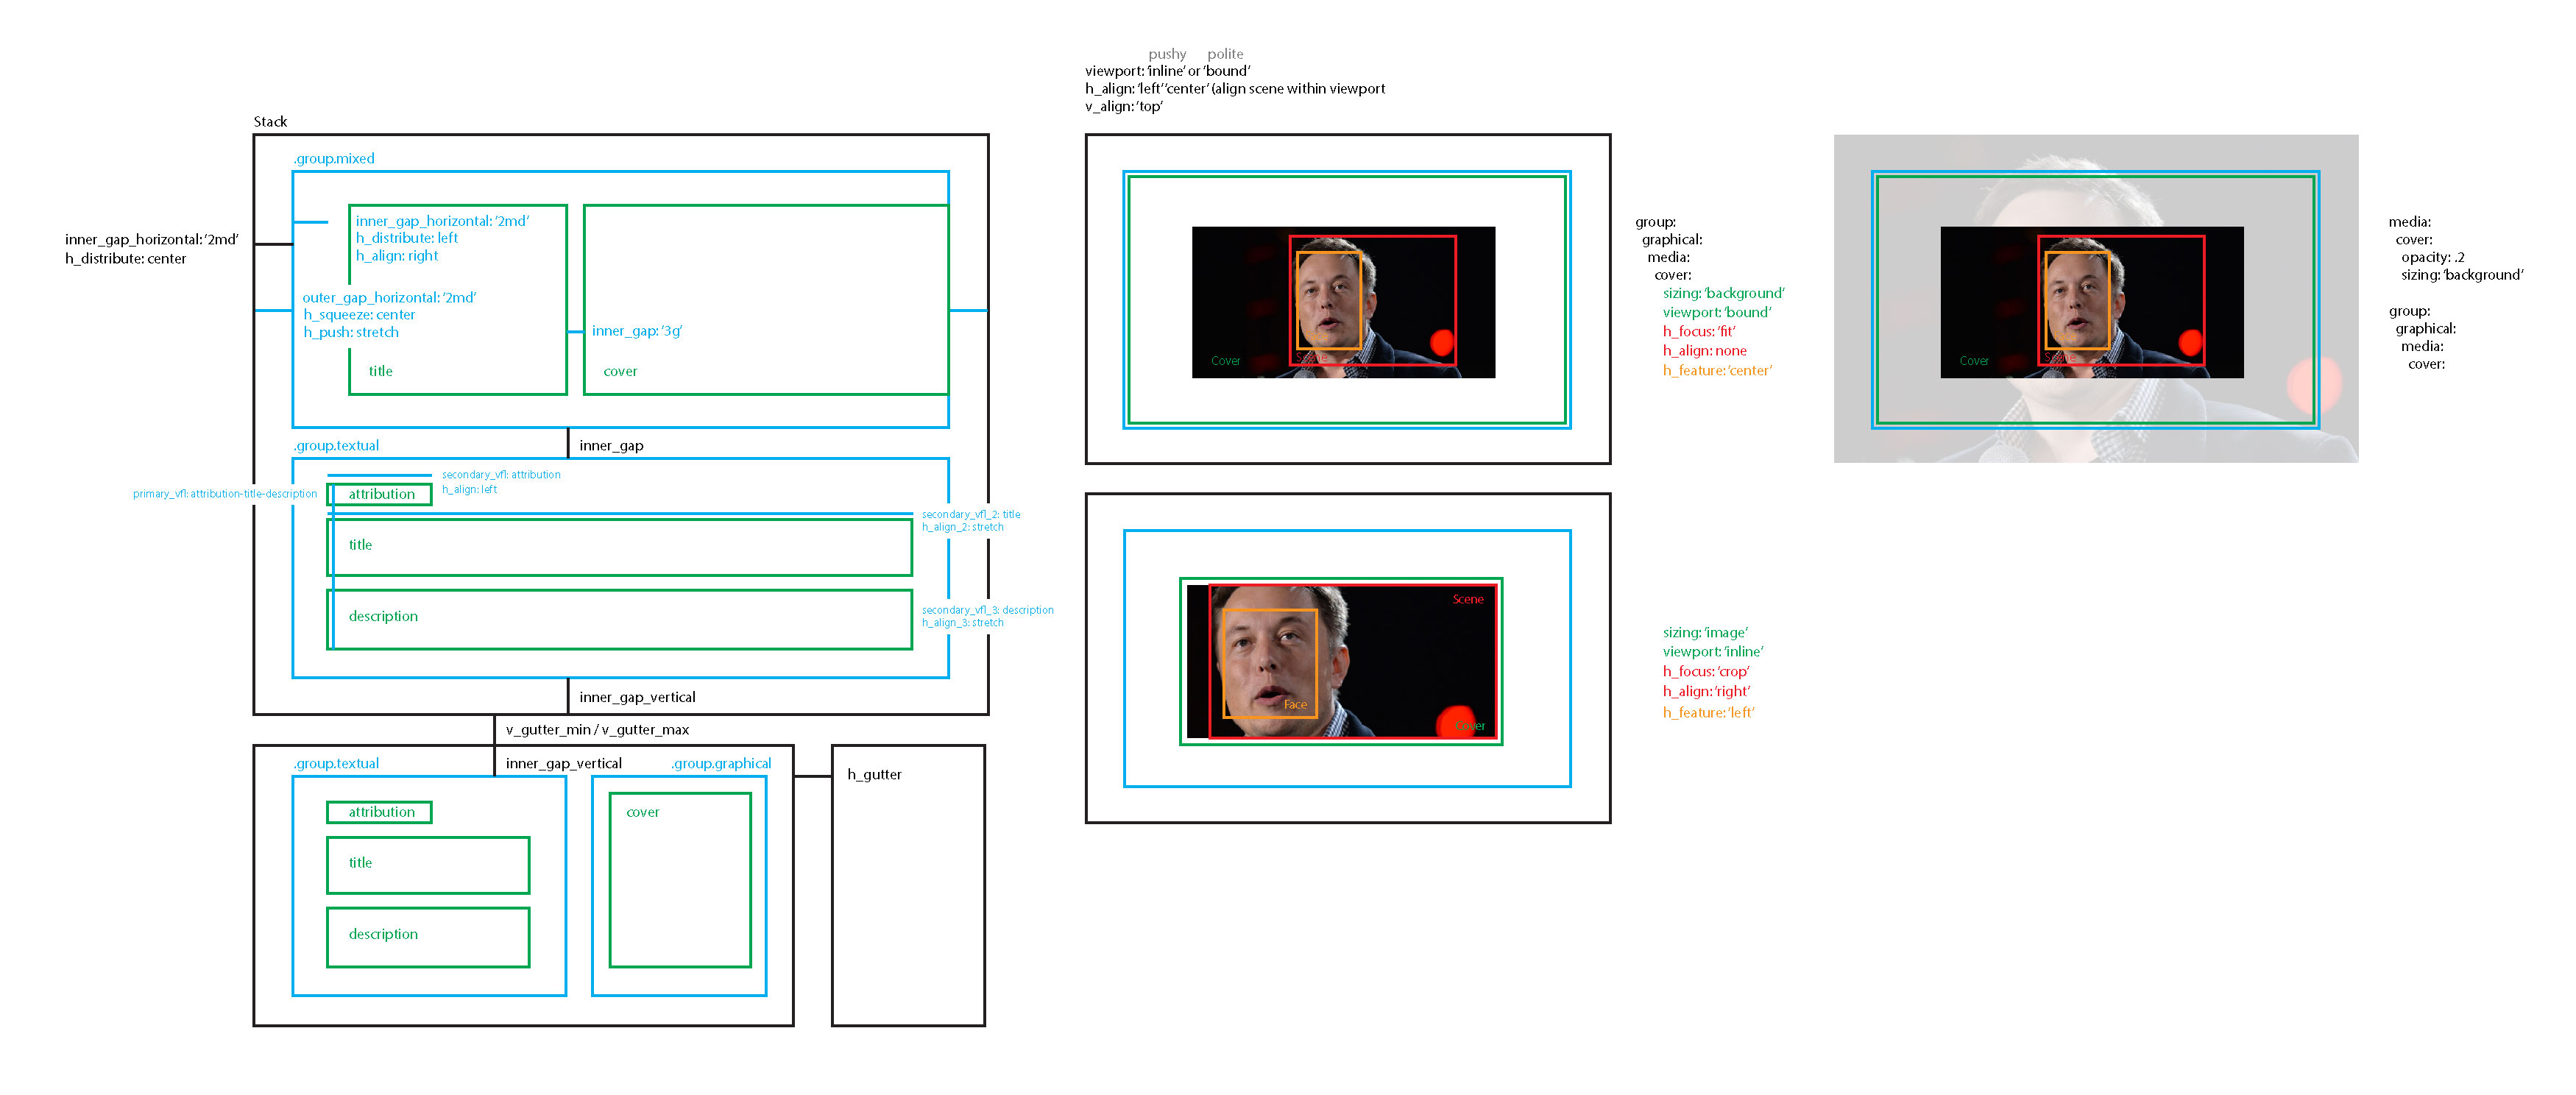 pushy polite
viewport: 'inline' or 'bound'
h_align: 'left' 'center' (align scene within viewport
v_align: 'top'
Stack
.group.mixed
inner_gap_horizontal: '2md'
h_distribute: center
inner_gap_horizontal: '2md'
h_distribute: left
h_align: right
outer_gap_horizontal: '2md'
h_squeeze: center
h_push: stretch
inner_gap: '3g'
title
cover
.group.textual
inner_gap
secondary_vfl: attribution
h_align: left
primary_vfl: attribution-title-description
attribution
secondary_vfl_2: title
h_align_2: stretch
title
secondary_vfl_3: description
h_align_3: stretch
description
inner_gap_vertical
v_gutter_min / v_gutter_max
.group.textual
inner_gap_vertical
.group.graphical
h_gutter
attribution
cover
title
description
Cover
Scene
group:
graphical:
media:
cover:
sizing: 'background'
viewport: 'bound'
h_focus: 'fit'
h_align: none
h_feature: 'center'
Cover
Scene
media:
cover:
opacity: .2
sizing: 'background'
group:
graphical:
media:
cover:
Scene
Face
Cover
sizing: 'image'
viewport: 'inline'
h_focus: 'crop'
h_align: 'right'
h_feature: 'left'